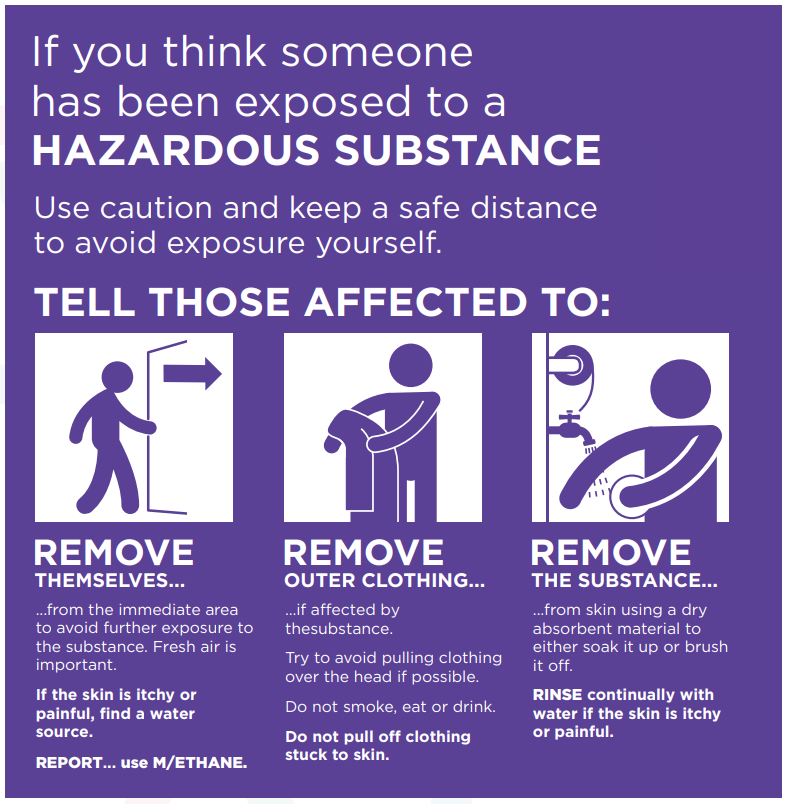 If you think someone
has been exposed to a
HAZARDOUS SUBSTANCE
Use caution and keep a safe distance
to avoid exposure yourself.
TELL THOSE AFFECTED TO:
REMOVE
THEMSELVES...
...from the immediate area
to avoid further exposure to
the substance. Fresh air is
important.
If the skin is itchy or
painful, find a water
source.
REPORT... use M/ETHANE.
REMOVE
OUTER CLOTHING...
...if affected by
thesubstance.
Try to avoid pulling clothing
over the head if possible.
Do not smoke, eat or drink.
Do not pull off clothing
stuck to skin.
REMOVE
THE SUBSTANCE...
...from skin using a dry
absorbent material to
either soak it up or brush
it off.
RINSE continually with
water if the skin is itchy
or painful.